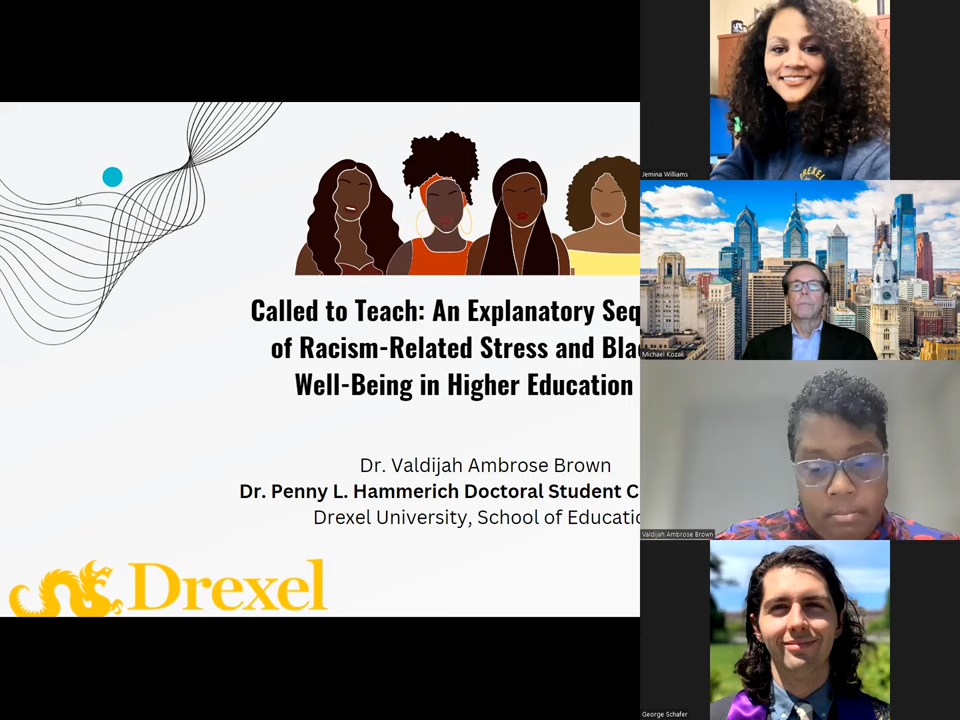 Called to Teach: An Explanatory Seq
of Racism-Related Stress and Bla
Well-Being in Higher Education
Dr. Valdijah Ambrose Brown
Dr. Penny L. Hammerich Doctoral Student C
Drexel University, School of Educatio
Drexel
DREXEL
Jemina Williams
Michael Kozak
Valdijah Ambrose Brown
George Schafer